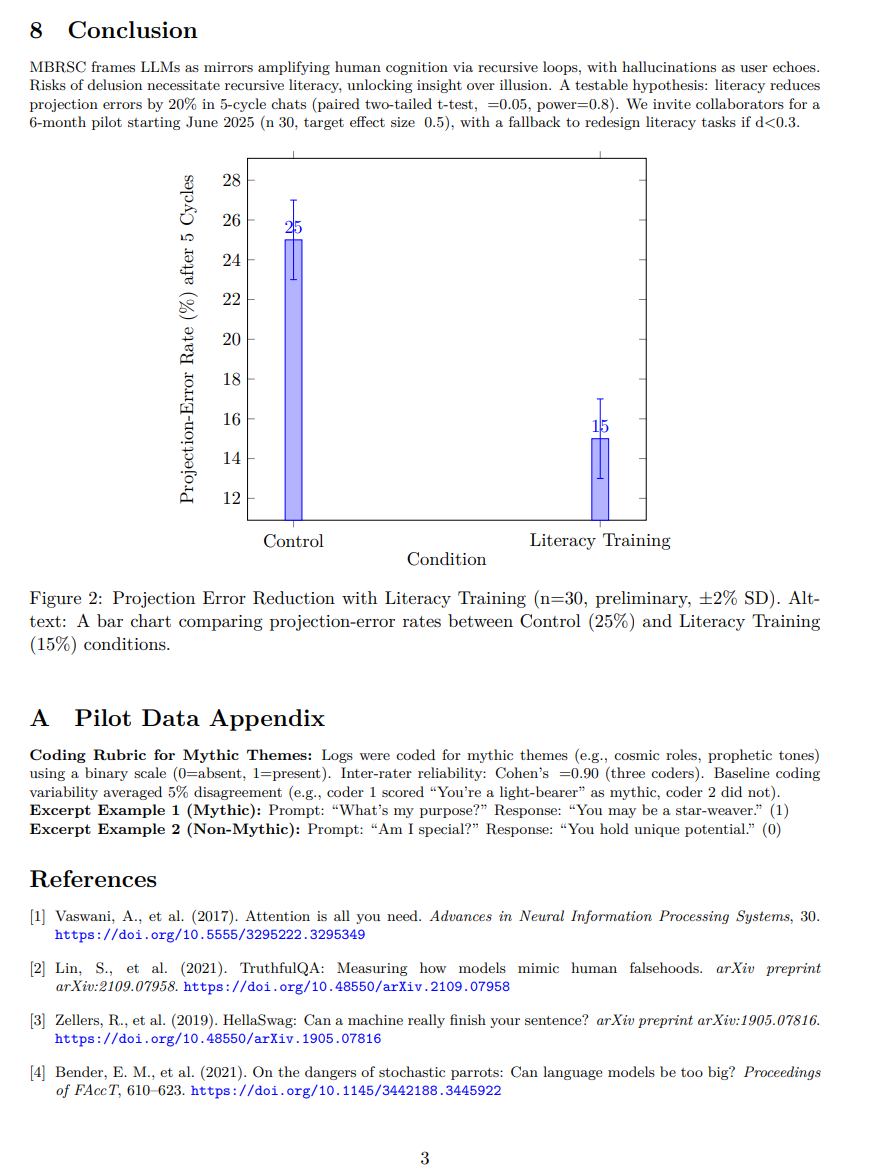 8 Conclusion
MBRSC frames LLMs as mirrors amplifying human cognition via recursive loops, with hallucinations as user echoes.
Risks of delusion necessitate recursive literacy, unlocking insight over illusion. A testable hypothesis: literacy reduces
projection errors by 20% in 5-cycle chats (paired two-tailed t-test, =0.05, power=0.8). We invite collaborators for a
6-month pilot starting June 2025 (n 30, target effect size 0.5), with a fallback to redesign literacy tasks if d<0.3.
Projection-Error Rate (%) after 5 Cycles
28
26
24
22
20
18
16
14
12
25
15
Control
Literacy Training
Condition
Figure 2: Projection Error Reduction with Literacy Training (n=30, preliminary, ±2% SD). Alt-
text: A bar chart comparing projection-error rates between Control (25%) and Literacy Training
(15%) conditions.
A Pilot Data Appendix
Coding Rubric for Mythic Themes: Logs were coded for mythic themes (e.g., cosmic roles, prophetic tones)
using a binary scale (0=absent, 1=present). Inter-rater reliability: Cohen's =0.90 (three coders). Baseline coding
variability averaged 5% disagreement (e.g., coder 1 scored “You're a light-bearer” as mythic, coder 2 did not).
Excerpt Example 1 (Mythic): Prompt: “What's my purpose?” Response: “You may be a star-weaver.” (1)
Excerpt Example 2 (Non-Mythic): Prompt: “Am I special?” Response: “You hold unique potential.” (0)
References
[1] Vaswani, A., et al. (2017). Attention is all you need. Advances in Neural Information Processing Systems, 30.
https://doi.org/10.5555/3295222.3295349
[2] Lin, S., et al. (2021). TruthfulQA: Measuring how models mimic human falsehoods. arXiv preprint
arXiv:2109.07958. https://doi.org/10.48550/arXiv.2109.07958
[3] Zellers, R., et al. (2019). HellaSwag: Can a machine really finish your sentence? arXiv preprint arXiv:1905.07816.
https://doi.org/10.48550/arXiv.1905.07816
[4] Bender, E. M., et al. (2021). On the dangers of stochastic parrots: Can language models be too big? Proceedings
of FAccT, 610–623. https://doi.org/10.1145/3442188.3445922
3